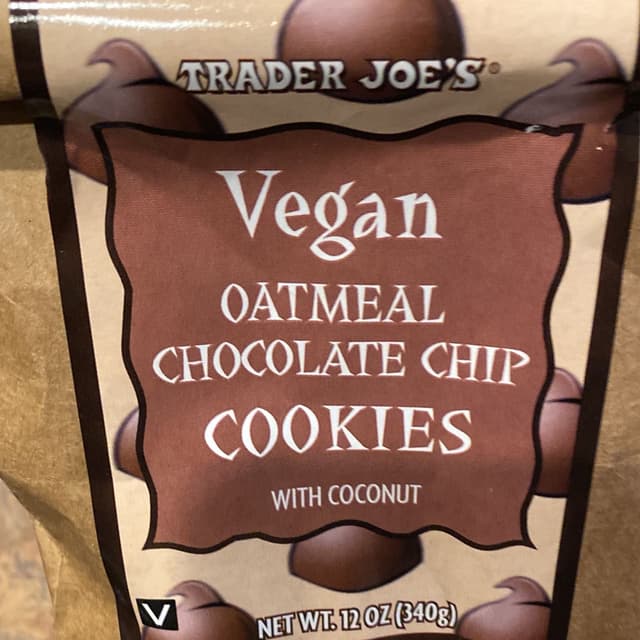 TRADER JOE'S®
Vegan
OATMEAL
CHOCOLATE CHIP
COOKIES
WITH COCONUT
V
NET WT. 12 OZ (340g)